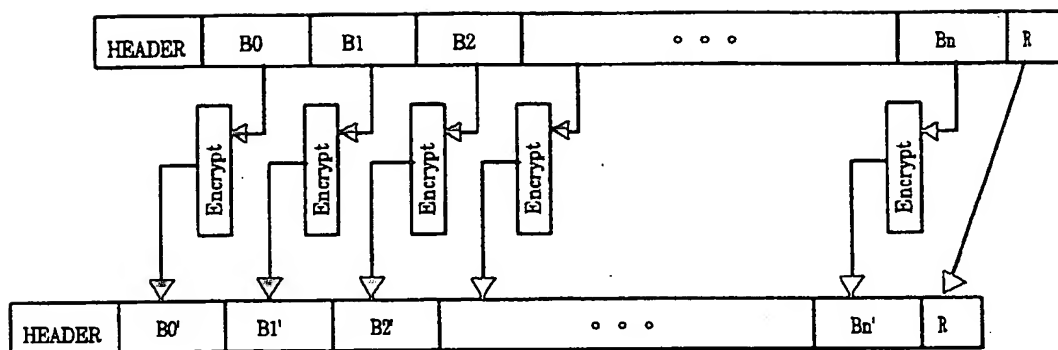 HEADER B0 B1 B2 ∘ ∘ ∘ Bn R
Encrypt Encrypt Encrypt Encrypt Encrypt
HEADER B0' B1' B2' ∘ ∘ ∘ Bn' R